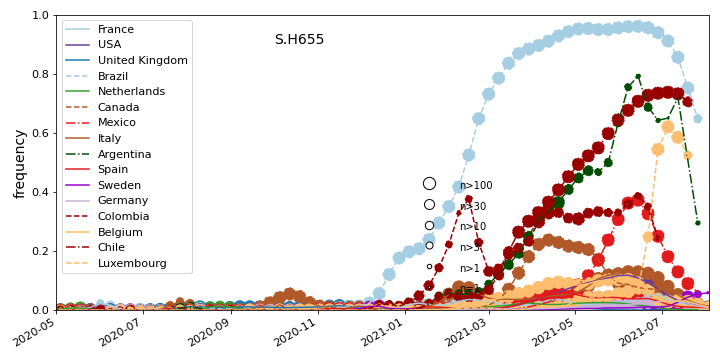 S.H655
frequency
1.0
0.8
0.6
0.4
0.2
0.0
France
USA
United Kingdom
Brazil
Netherlands
Canada
Mexico
Italy
Argentina
Spain
Sweden
Germany
Colombia
Belgium
Chile
Luxembourg
n>100
n>30
n>10
n>3
n>1
2020-05
2020-07
2020-09
2020-11
2021-01
2021-03
2021-05
2021-07